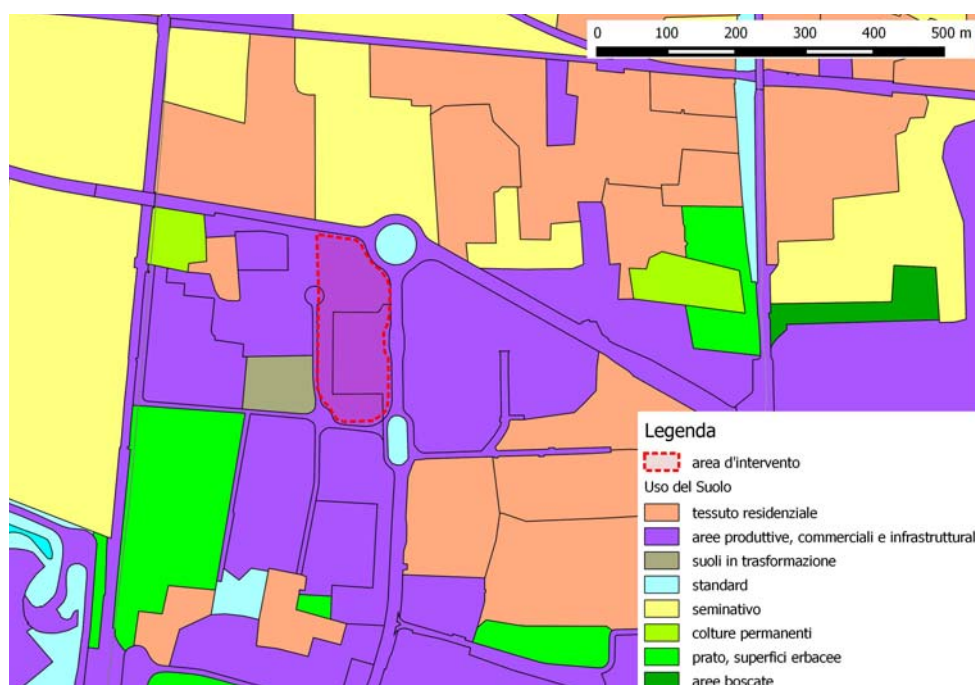 0 100 200 300 400 500 m
Legenda
area d'intervento
Uso del Suolo
tessuto residenziale
aree produttive, commerciali e infrastruttural
suoli in trasformazione
standard
seminativo
colture permanenti
prato, superfici erbacee
aree boscate